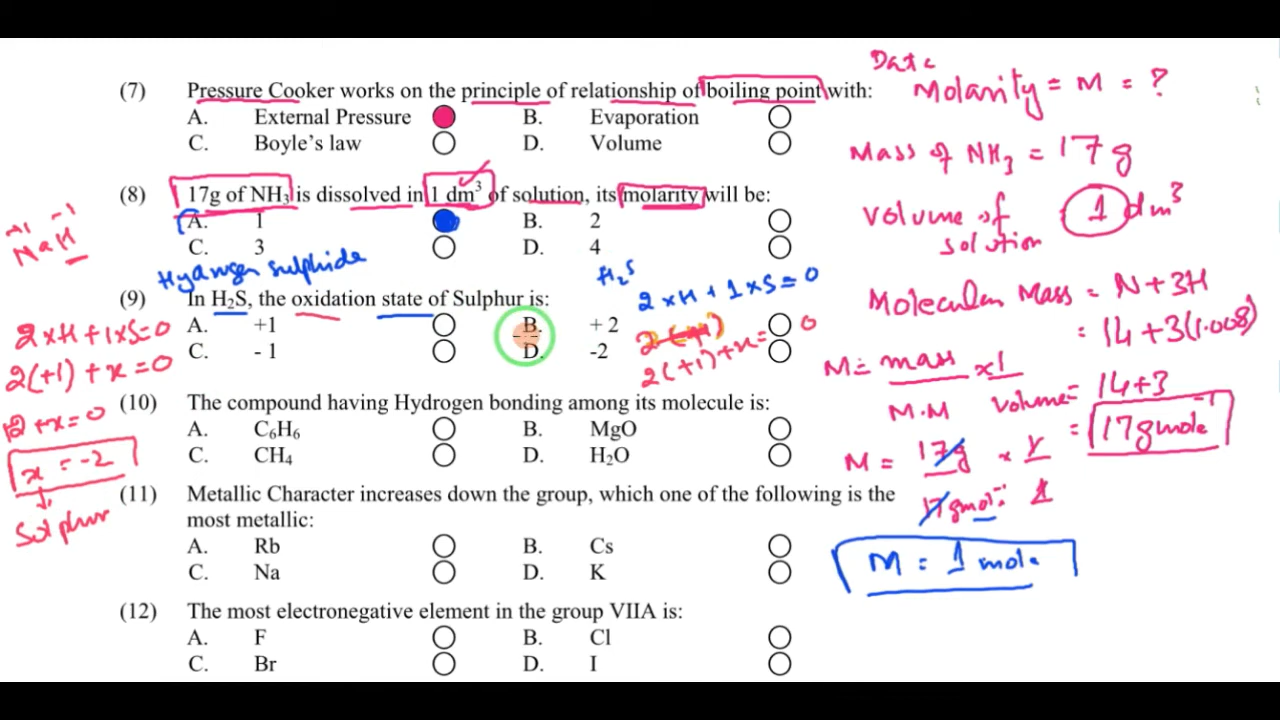 (7) Pressure Cooker works on the principle of relationship of boiling point with:
A. External Pressure B. Evaporation
C. Boyle's law D. Volume
(8) 17g of NH₃ is dissolved in 1 dm³ of solution, its molarity will be:
A. 1 B. 2
C. 3 D. 4
Hydrogen sulphide
H₂S
(9) In H₂S, the oxidation state of Sulphur is:
A. +1 B. + 2
C. - 1 D. -2
2×H + 1×S = 0
2(+1)+x= 0
(10) The compound having Hydrogen bonding among its molecule is:
A. C₆H₆ B. MgO
C. CH₄ D. H₂O
(11) Metallic Character increases down the group, which one of the following is the
most metallic:
A. Rb B. Cs
C. Na D. K
(12) The most electronegative element in the group VIIA is:
A. F B. Cl
C. Br D. I
+1 -1
NaH
2×H+1×S=0
2(+1)+x=0
2+x=0
x = -2
Sulphur
Data
Molarity = M = ?
Mass of NH₃ = 17g
Volume of
solution
1 dm³
Molecular Mass = N+3H
= 14+3(1.008)
= 14+3
= 17gmole⁻¹
M = mass × 1
M.M Volume
M = 17g × 1
17gmol⁻¹ 1
M = 1 mole